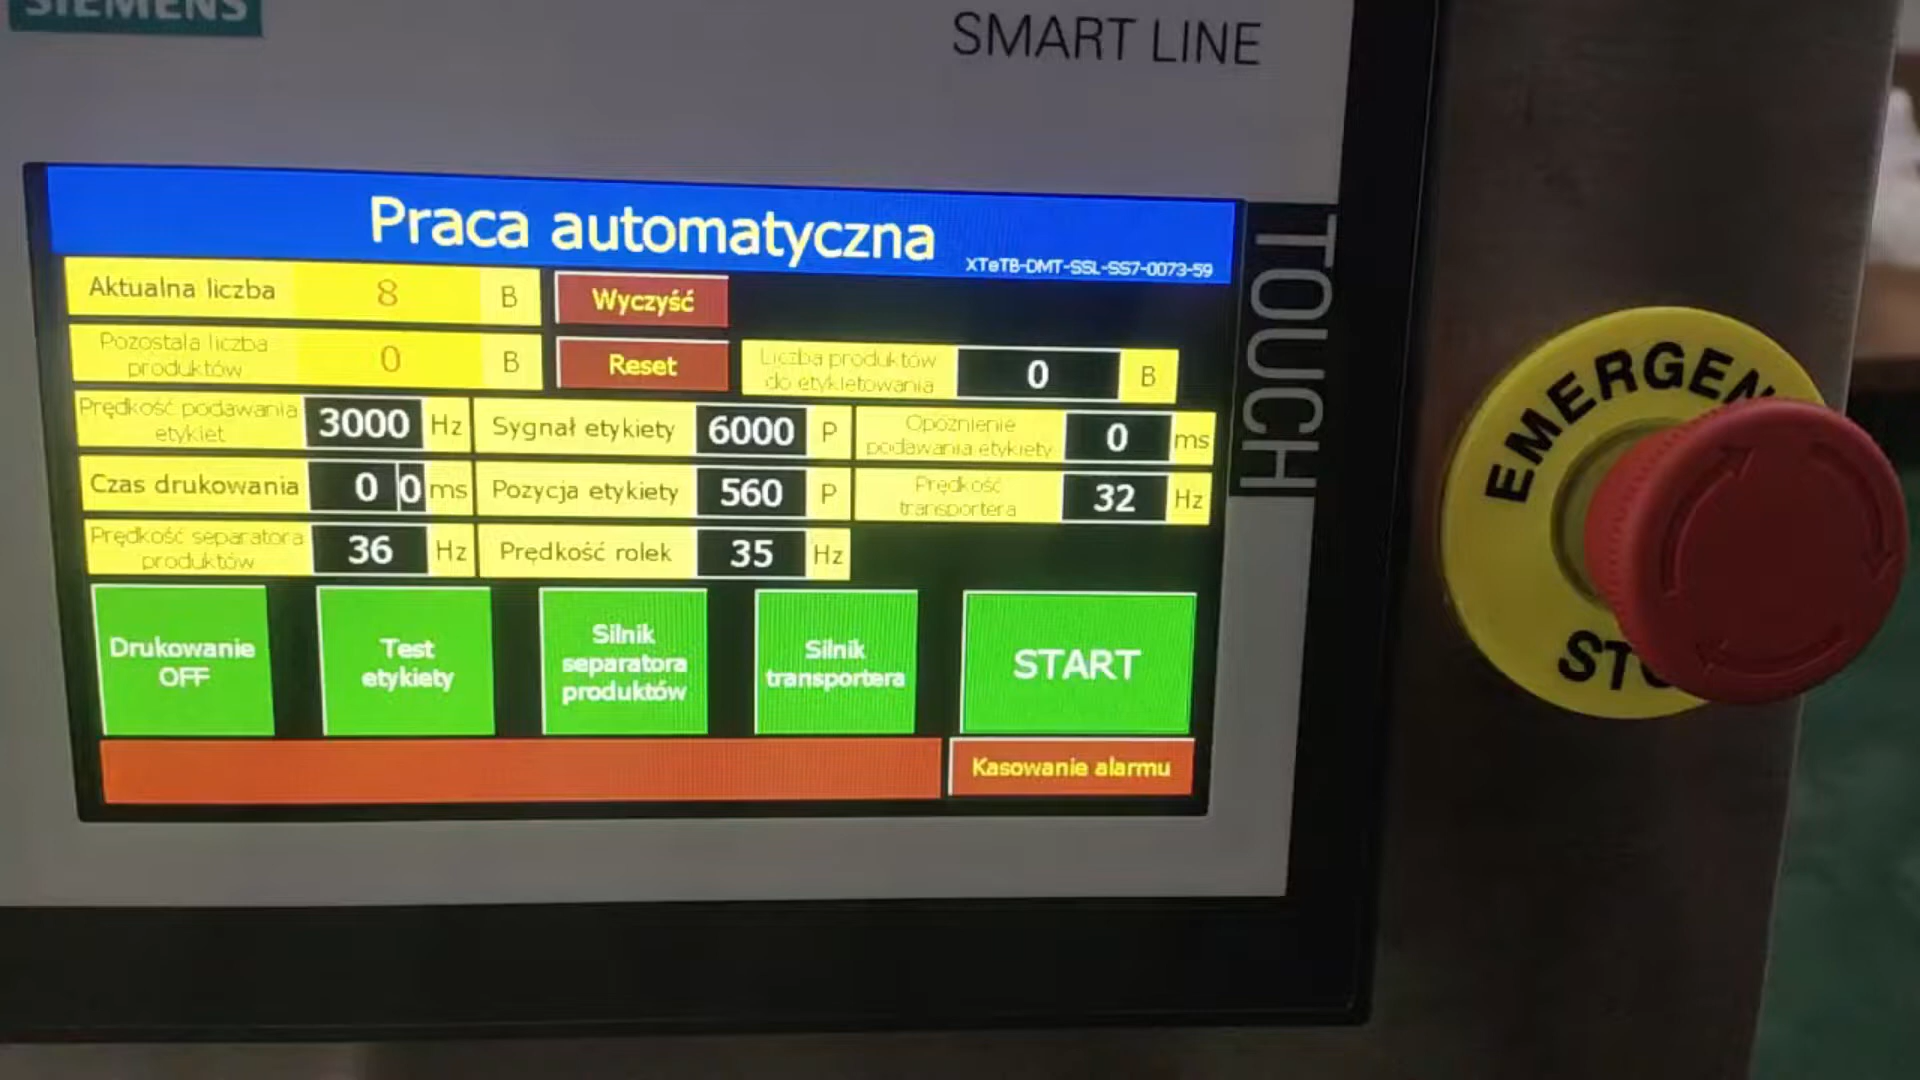 SIEMENS
SMART LINE
TOUCH
Praca automatyczna
XTeTB-DMT-SSL-SS7-0073-59
Aktualna liczba 8 B Wyczyść
Pozostała liczba
produktów 0 B Reset
Liczba produktów
do etykietowania 0 B
Prędkość podawania
etykiet 3000 Hz
Sygnał etykiety 6000 P
Opóźnienie
podawania etykiety 0 ms
Czas drukowania 0 0 ms
Pozycja etykiety 560 P
Prędkość
transportera 32 Hz
Prędkość separatora
produktów 36 Hz
Prędkość rolek 35 Hz
Drukowanie
OFF
Test
etykiety
Silnik
separatora
produktów
Silnik
transportera
START
Kasowanie alarmu
EMERGEN
STO